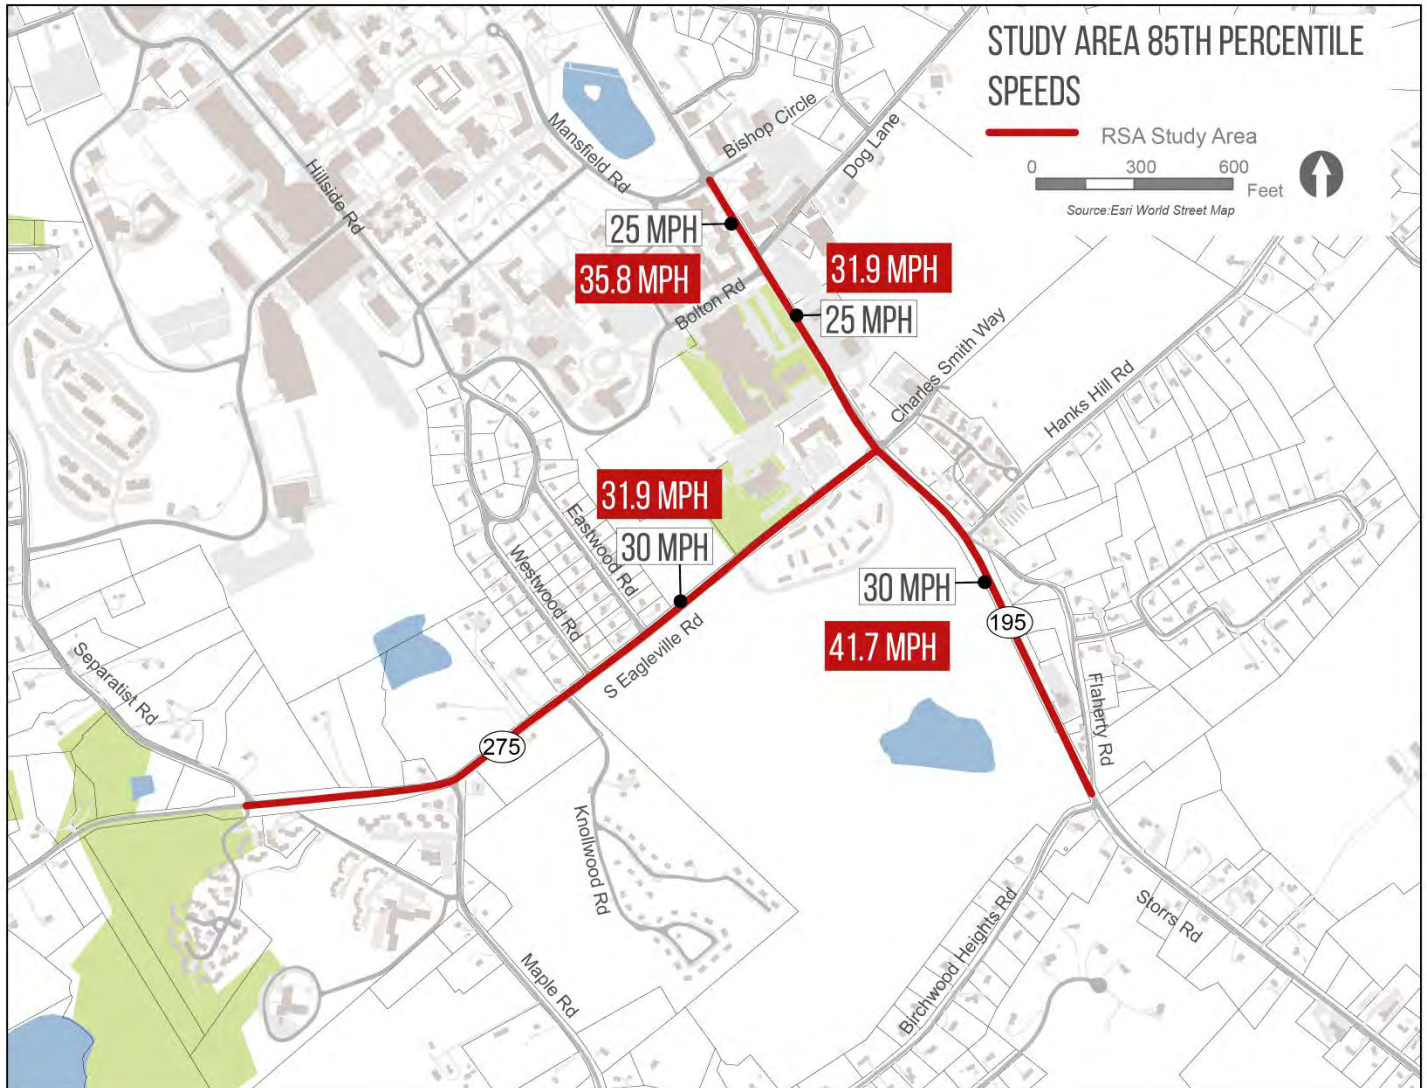 STUDY AREA 85TH PERCENTILE
SPEEDS
RSA Study Area
0 300 600
Feet
Source:Esri World Street Map
Mansfield Rd
Bishop Circle
Dog Lane
Hillside Rd
25 MPH
35.8 MPH
31.9 MPH
25 MPH
Bolton Rd
Charles Smith Way
Hanks Hill Rd
31.9 MPH
30 MPH
Eastwood Rd
Westwood Rd
30 MPH
41.7 MPH
195
S Eagleville Rd
Separatist Rd
Flaherty Rd
275
Knollwood Rd
Maple Rd
Birchwood Heights Rd
Storrs Rd